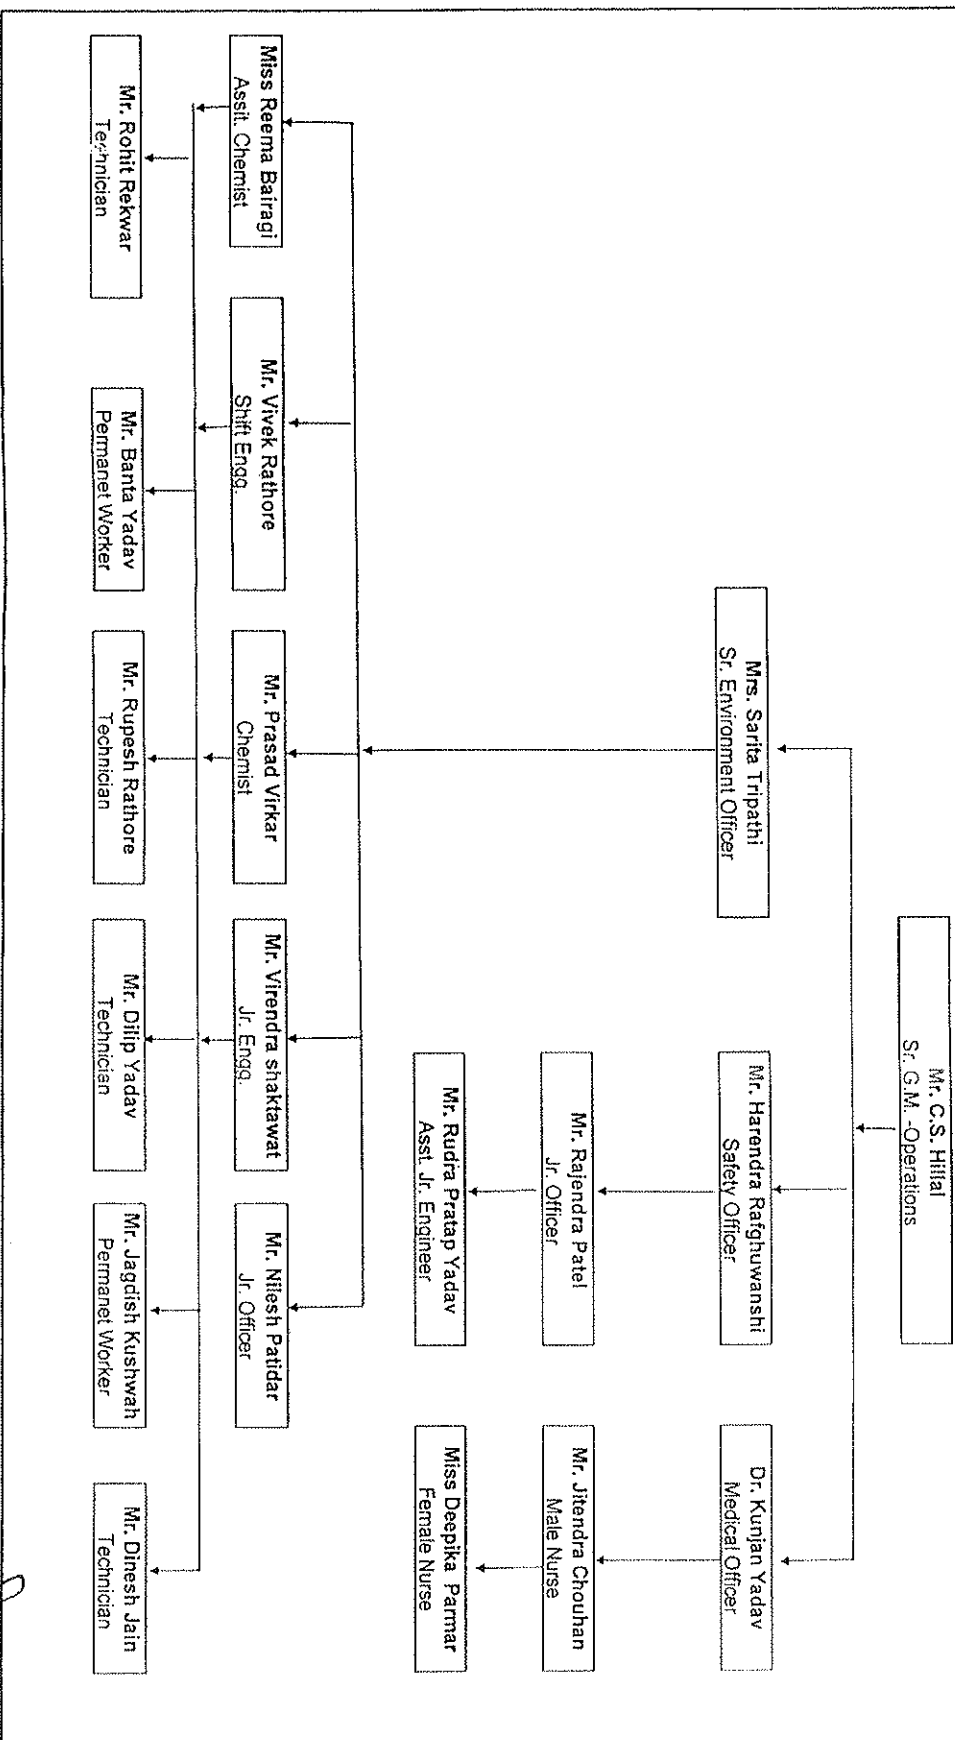 Mr. C.S. Hillal
Sr. G.M. -Operations
Mrs. Sarita Tripathi
Sr. Environment Officer
Mr. Harendra Rafghuwanshi
Safety Officer
Dr. Kunjan Yadav
Medical Officer
Mr. Rajendra Patel
Jr. Officer
Mr. Jitendra Chouhan
Male Nurse
Mr. Rudra Pratap Yadav
Asst. Jr. Engineer
Miss Deepika Parmar
Female Nurse
Miss Reema Bairagi
Assit. Chemist
Mr. Vivek Rathore
Shift Engg.
Mr. Prasad Virkar
Chemist
Mr. Virendra shaktawat
Jr. Engg.
Mr. Nilesh Patidar
Jr. Officer
Mr. Rohit Rekwar
Technician
Mr. Banta Yadav
Permanet Worker
Mr. Rupesh Rathore
Technician
Mr. Dilip Yadav
Technician
Mr. Jagdish Kushwah
Permanet Worker
Mr. Dinesh Jain
Technician